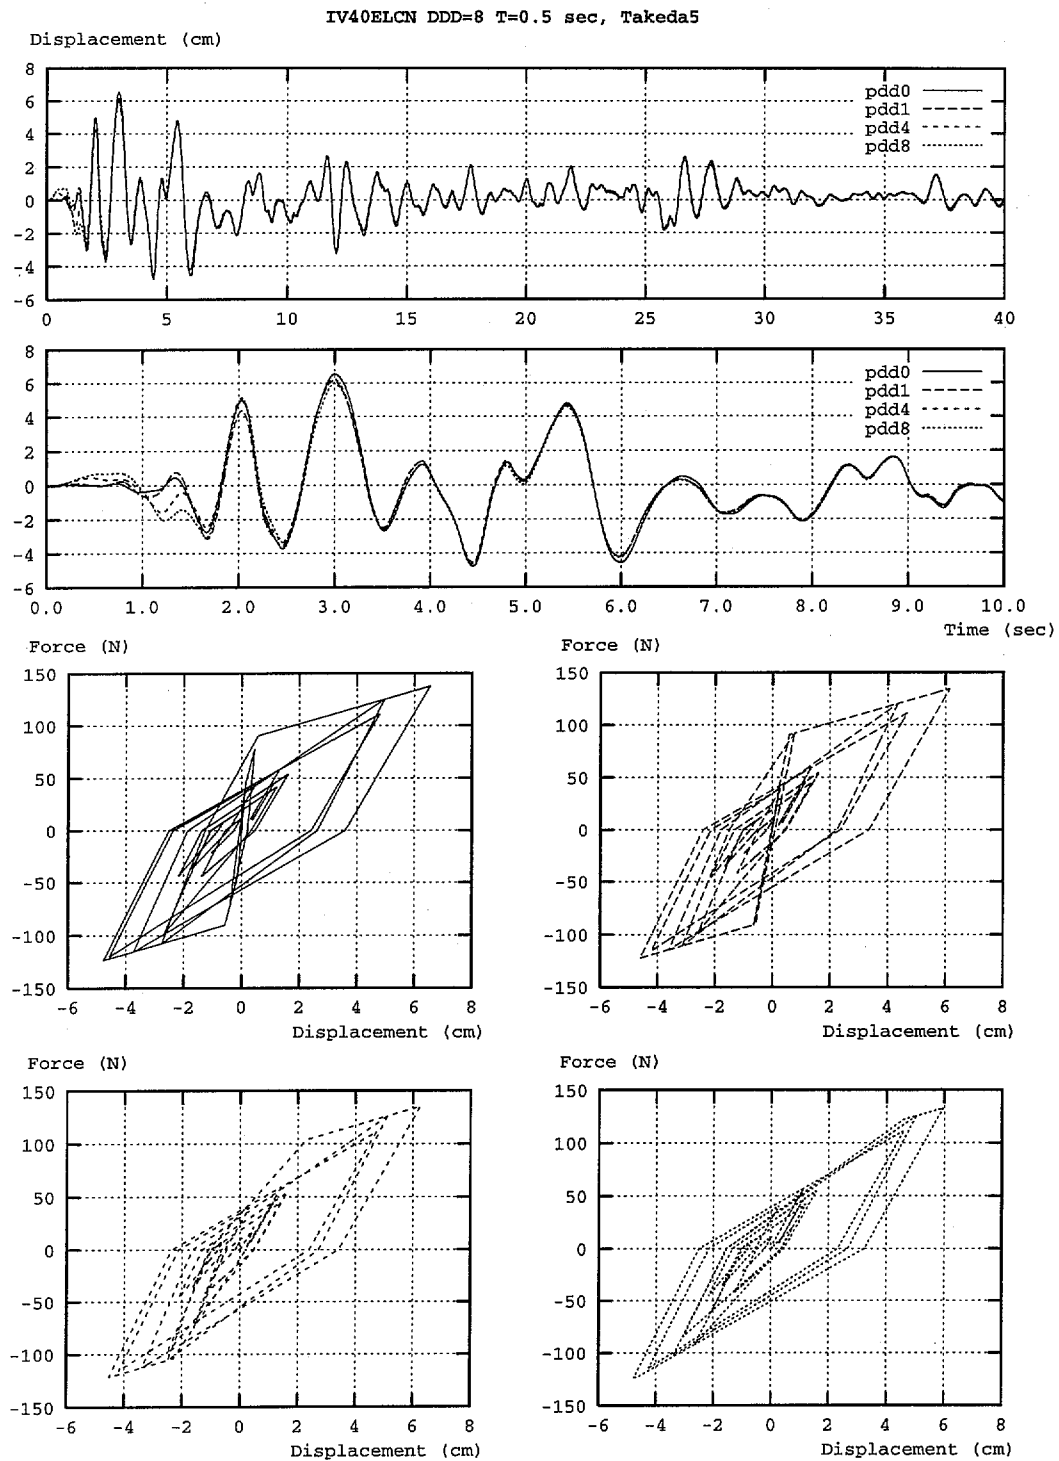 IV40ELCN DDD=8 T=0.5 sec, Takeda5
Displacement (cm)
8
6
4
2
0
-2
-4
-6
pdd0
pdd1
pdd4
pdd8
0 5 10 15 20 25 30 35 40
8
6
4
2
0
-2
-4
-6
pdd0
pdd1
pdd4
pdd8
0.0 1.0 2.0 3.0 4.0 5.0 6.0 7.0 8.0 9.0 10.0
Time (sec)
Force (N)
150
100
50
0
-50
-100
-150
-6 -4 -2 0 2 4 6 8
Displacement (cm)
Force (N)
150
100
50
0
-50
-100
-150
-6 -4 -2 0 2 4 6 8
Displacement (cm)
Force (N)
150
100
50
0
-50
-100
-150
-6 -4 -2 0 2 4 6 8
Displacement (cm)
Force (N)
150
100
50
0
-50
-100
-150
-6 -4 -2 0 2 4 6 8
Displacement (cm)